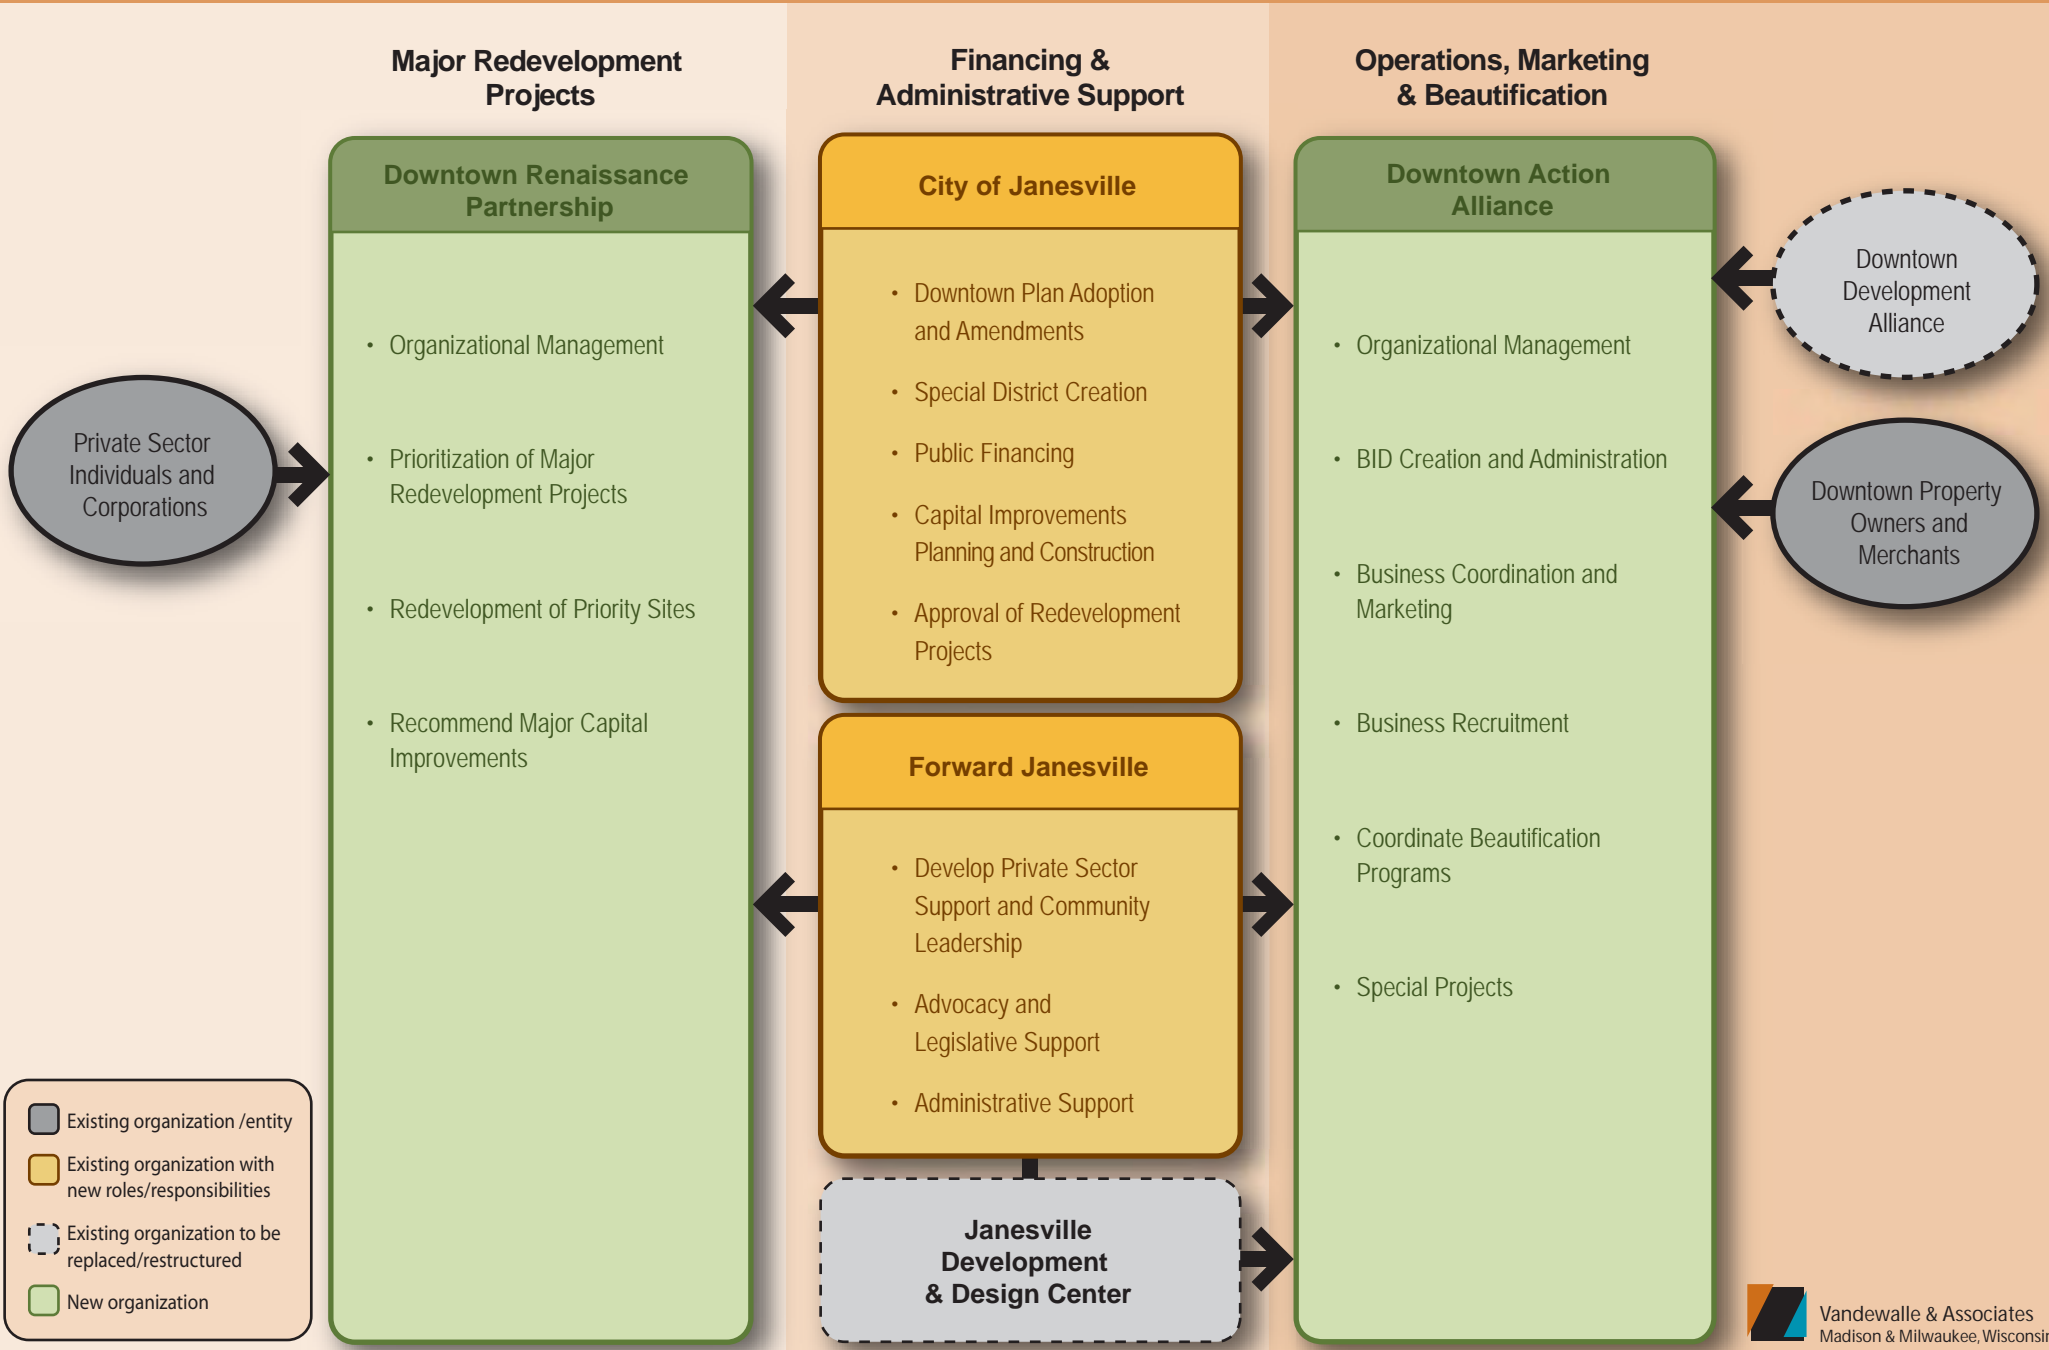 Major Redevelopment
Projects
Financing &
Administrative Support
Operations, Marketing
& Beautification
Private Sector
Individuals and
Corporations
Downtown Renaissance
Partnership
• Organizational Management
• Prioritization of Major
Redevelopment Projects
• Redevelopment of Priority Sites
• Recommend Major Capital
Improvements
City of Janesville
• Downtown Plan Adoption
and Amendments
• Special District Creation
• Public Financing
• Capital Improvements
Planning and Construction
• Approval of Redevelopment
Projects
Forward Janesville
• Develop Private Sector
Support and Community
Leadership
• Advocacy and
Legislative Support
• Administrative Support
Janesville
Development
& Design Center
Downtown Action
Alliance
• Organizational Management
• BID Creation and Administration
• Business Coordination and
Marketing
• Business Recruitment
• Coordinate Beautification
Programs
• Special Projects
Downtown
Development
Alliance
Downtown Property
Owners and
Merchants
Existing organization /entity
Existing organization with
new roles/responsibilities
Existing organization to be
replaced/restructured
New organization
Vandewalle & Associates
Madison & Milwaukee, Wisconsin